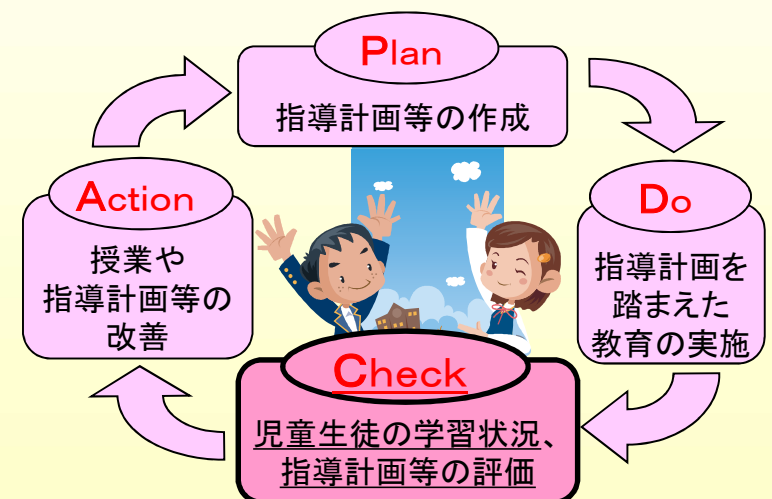 Plan
指導計画等の作成
Do
指導計画を
踏まえた
教育の実施
Check
児童生徒の学習状況、
指導計画等の評価
Action
授業や
指導計画等の
改善